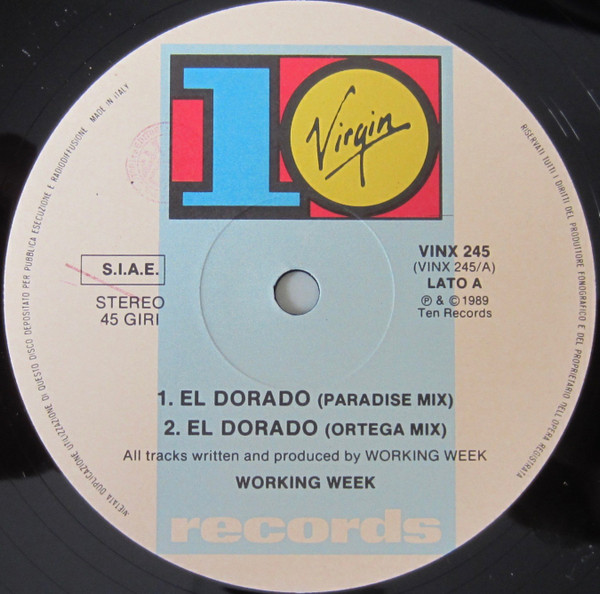 10
Virgin
S.I.A.E.
STEREO
45 GIRI
VINX 245
(VINX 245/A)
LATO A
℗ & © 1989
Ten Records
1. EL DORADO (PARADISE MIX)
2. EL DORADO (ORTEGA MIX)
All tracks written and produced by WORKING WEEK
WORKING WEEK
records
VIETATA DUPLICAZIONE UTILIZZAZIONE DI QUESTO DISCO DEPOSITATO PER PUBBLICA ESECUZIONE E RADIODIFFUSIONE. MADE IN ITALY
RISERVATI TUTTI I DIRITTI DEL PRODUTTORE FONOGRAFICO E DEL PROPRIETARIO NELL'OPERA REGISTRATA